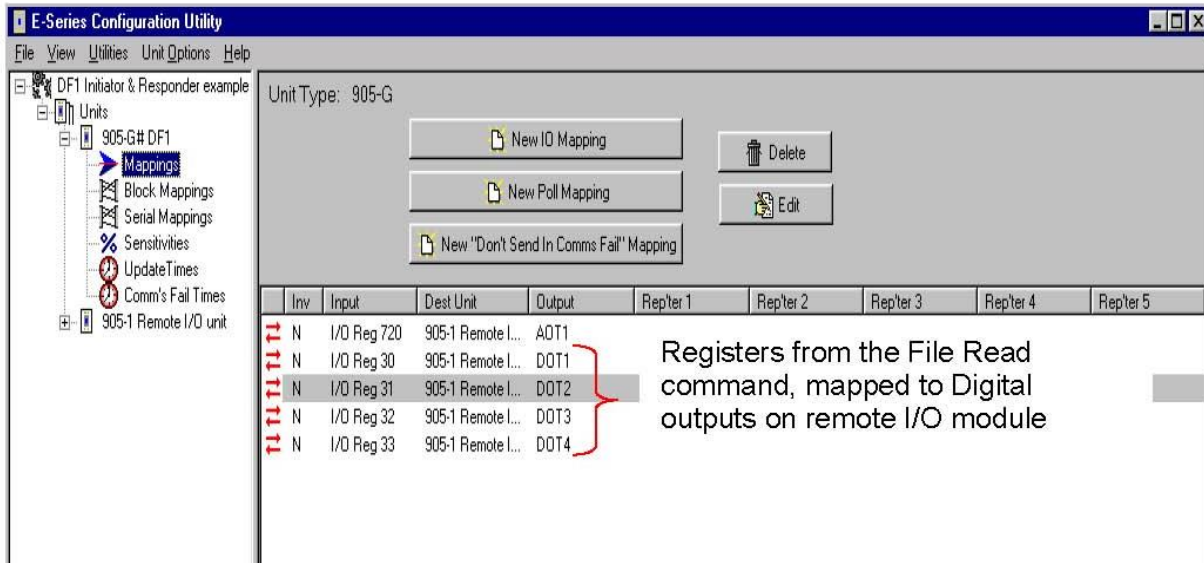 E-Series Configuration Utility
File View Utilities Unit Options Help
DF1 Initiator & Responder example
Units
905-G# DF1
Mappings
Block Mappings
Serial Mappings
Sensitivities
UpdateTimes
Comm's Fail Times
905-1 Remote I/O unit
Unit Type: 905-G
New IO Mapping
New Poll Mapping
New "Don't Send In Comms Fail" Mapping
Delete
Edit
Inv Input Dest Unit Output Rep'ter 1 Rep'ter 2 Rep'ter 3 Rep'ter 4 Rep'ter 5
N I/O Reg 720 905-1 Remote I... AOT1
N I/O Reg 30 905-1 Remote I... DOT1
N I/O Reg 31 905-1 Remote I... DOT2
N I/O Reg 32 905-1 Remote I... DOT3
N I/O Reg 33 905-1 Remote I... DOT4
Registers from the File Read
command, mapped to Digital
outputs on remote I/O module